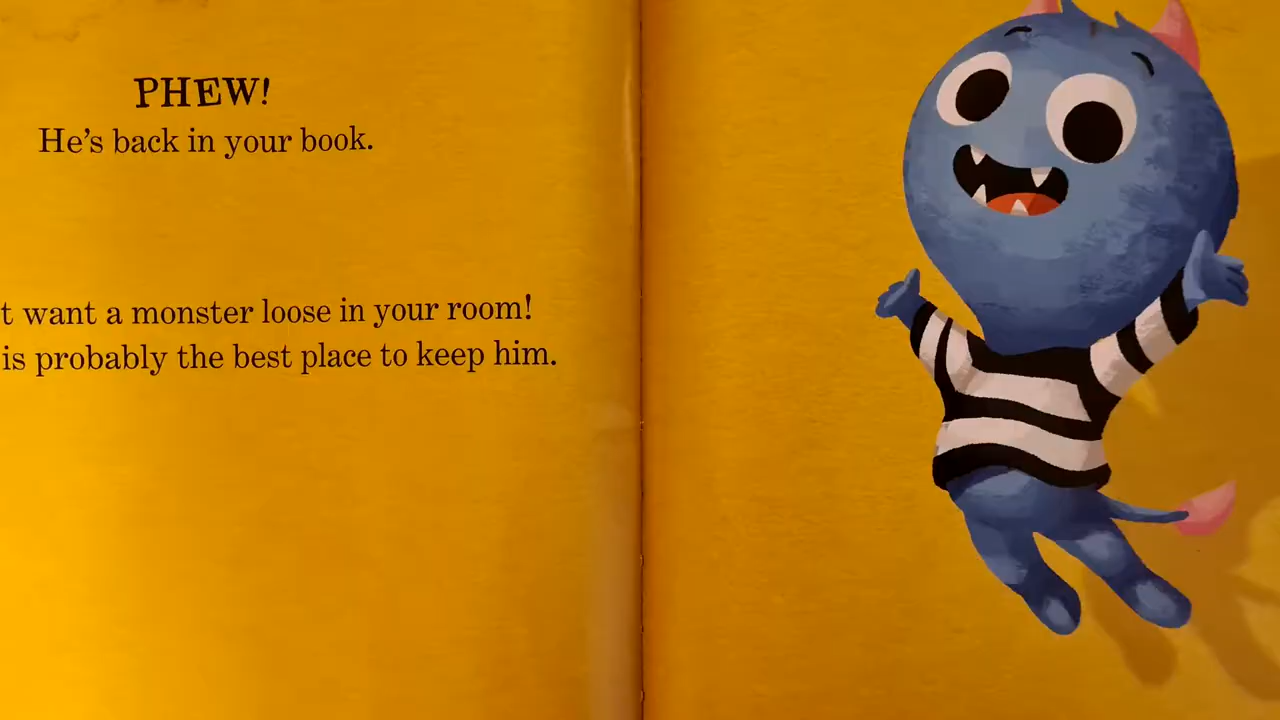 PHEW!
He's back in your book.
t want a monster loose in your room!
is probably the best place to keep him.